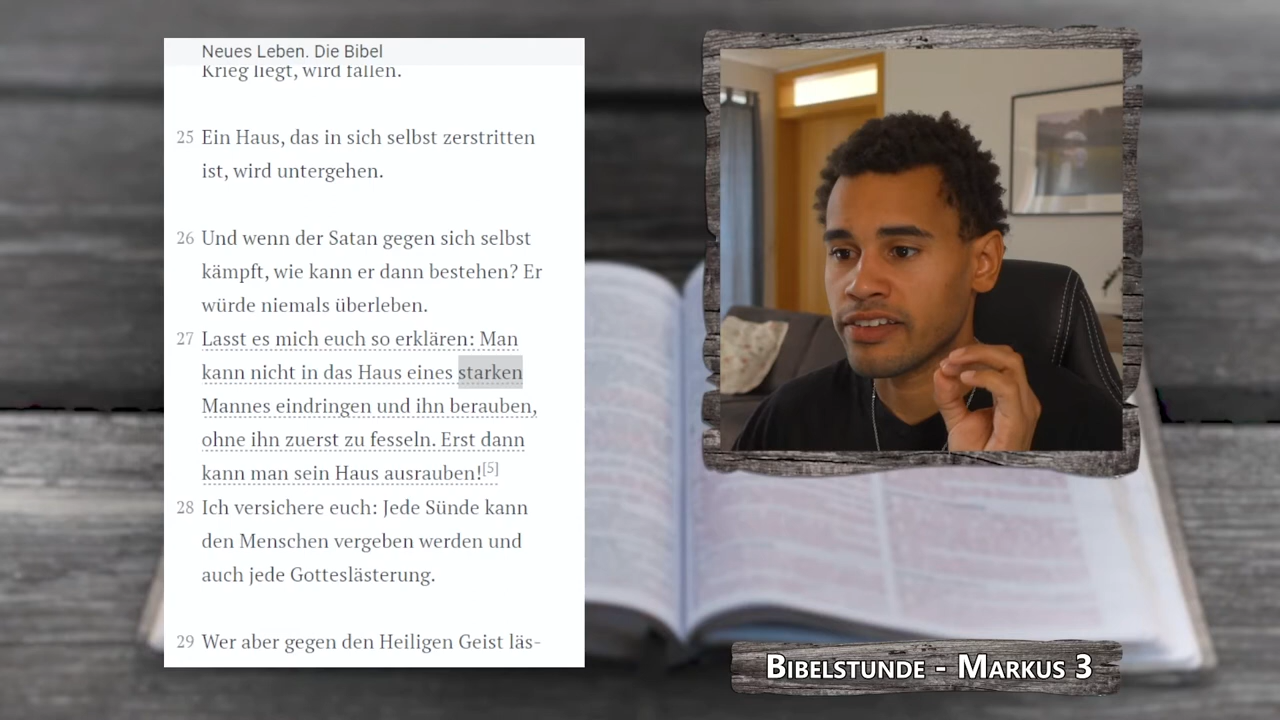 Neues Leben. Die Bibel
Krieg liegt, wird fallen.
25 Ein Haus, das in sich selbst zerstritten
ist, wird untergehen.
26 Und wenn der Satan gegen sich selbst
kämpft, wie kann er dann bestehen? Er
würde niemals überleben.
27 Lasst es mich euch so erklären: Man
kann nicht in das Haus eines starken
Mannes eindringen und ihn berauben,
ohne ihn zuerst zu fesseln. Erst dann
kann man sein Haus ausrauben![5]
28 Ich versichere euch: Jede Sünde kann
den Menschen vergeben werden und
auch jede Gotteslästerung.
29 Wer aber gegen den Heiligen Geist läs-
Bibelstunde - Markus 3